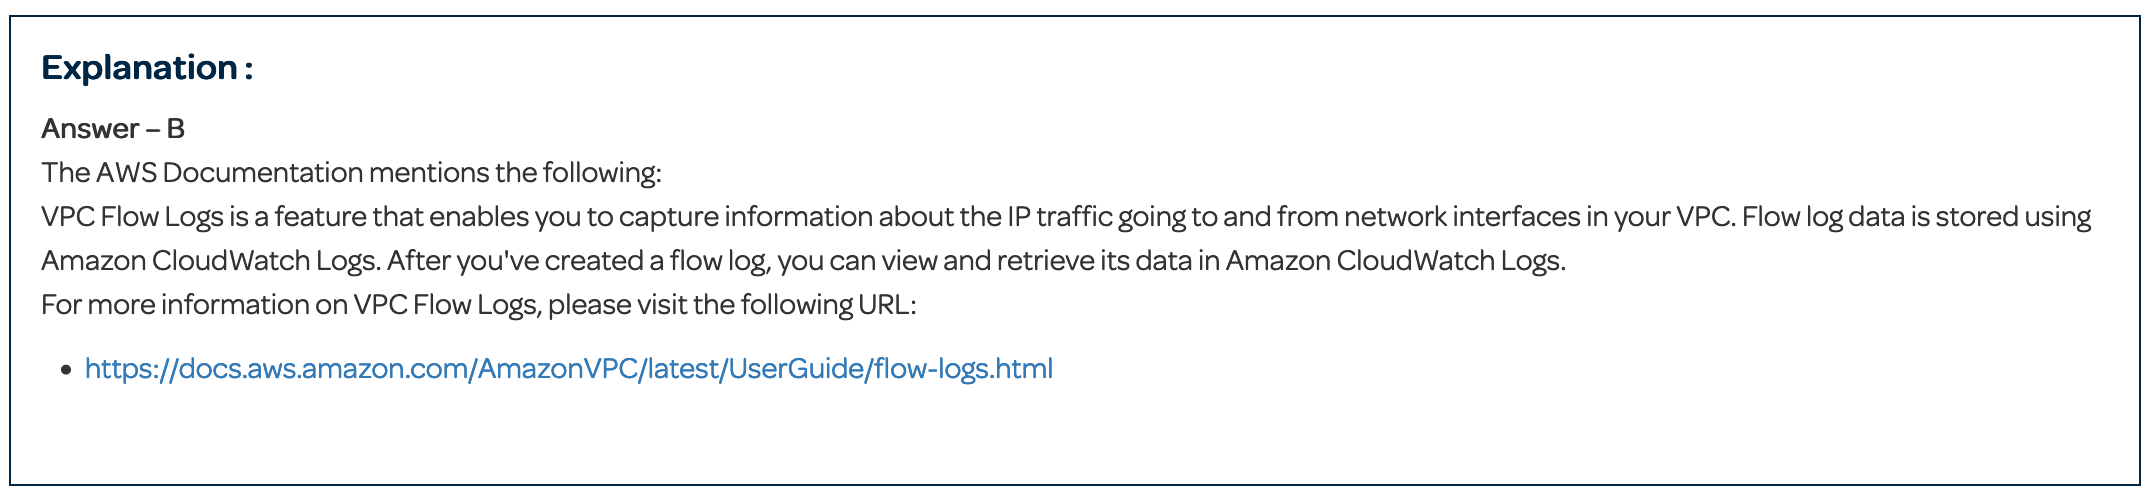 Explanation :
Answer – B
The AWS Documentation mentions the following:
VPC Flow Logs is a feature that enables you to capture information about the IP traffic going to and from network interfaces in your VPC. Flow log data is stored using
Amazon CloudWatch Logs. After you've created a flow log, you can view and retrieve its data in Amazon CloudWatch Logs.
For more information on VPC Flow Logs, please visit the following URL:
• https://docs.aws.amazon.com/AmazonVPC/latest/UserGuide/flow-logs.html